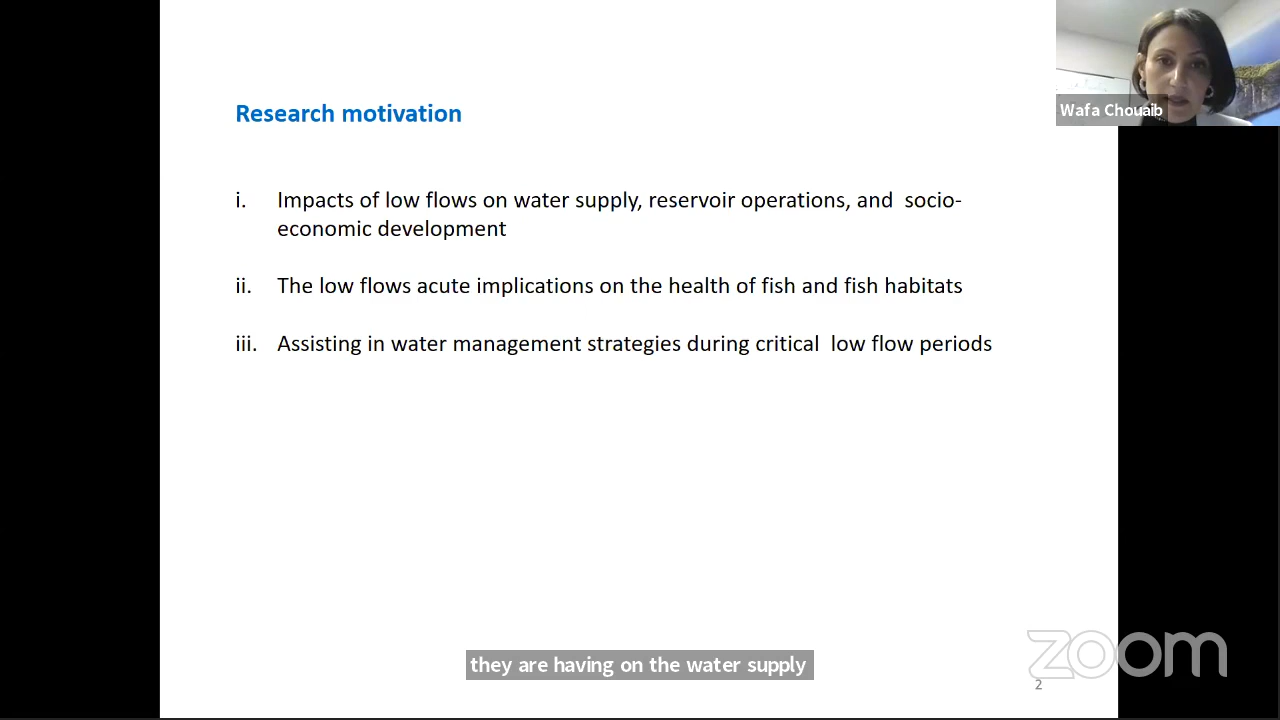 Wafa Chouaib
Research motivation
i. Impacts of low flows on water supply, reservoir operations, and socio-
economic development
ii. The low flows acute implications on the health of fish and fish habitats
iii. Assisting in water management strategies during critical low flow periods
they are having on the water supply
zoom
2